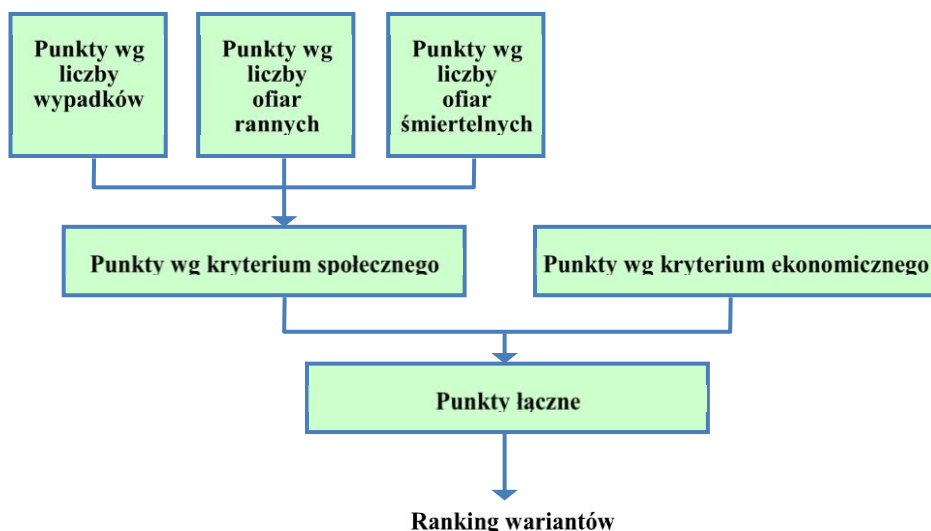 Punkty wg
liczby
wypadków
Punkty wg
liczby
ofiar
rannych
Punkty wg
liczby
ofiar
śmiertelnych
Punkty wg kryterium społecznego
Punkty wg kryterium ekonomicznego
Punkty łączne
Ranking wariantów